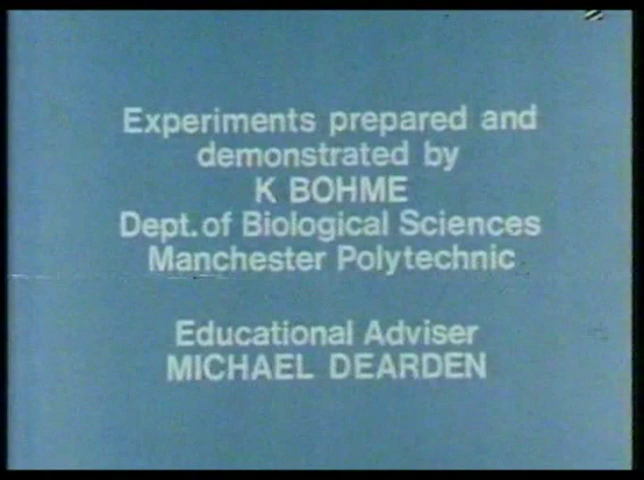 Experiments prepared and
demonstrated by
K BOHME
Dept. of Biological Sciences
Manchester Polytechnic
Educational Adviser
MICHAEL DEARDEN